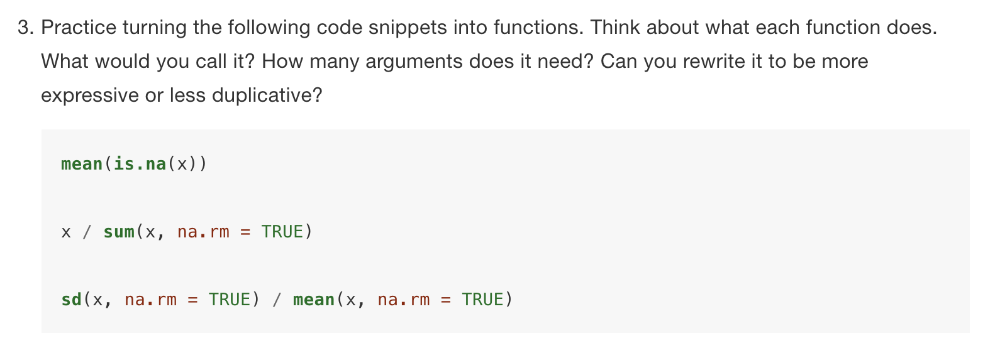 3. Practice turning the following code snippets into functions. Think about what each function does.
What would you call it? How many arguments does it need? Can you rewrite it to be more
expressive or less duplicative?
mean(is.na(x))
x / sum(x, na.rm = TRUE)
sd(x, na.rm = TRUE) / mean(x, na.rm = TRUE)